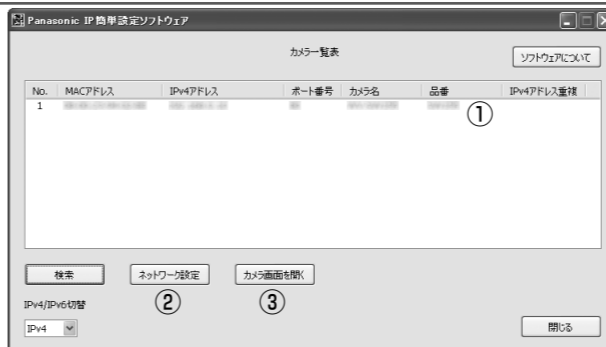 Panasonic IP簡単設定ソフトウェア
カメラ一覧表
ソフトウェアについて
No. MACアドレス IPv4アドレス ポート番号 カメラ名 品番 IPv4アドレス重複
1
①
検索 ネットワーク設定 カメラ画面を開く
② ③
IPv4/IPv6切替
IPv4 閉じる